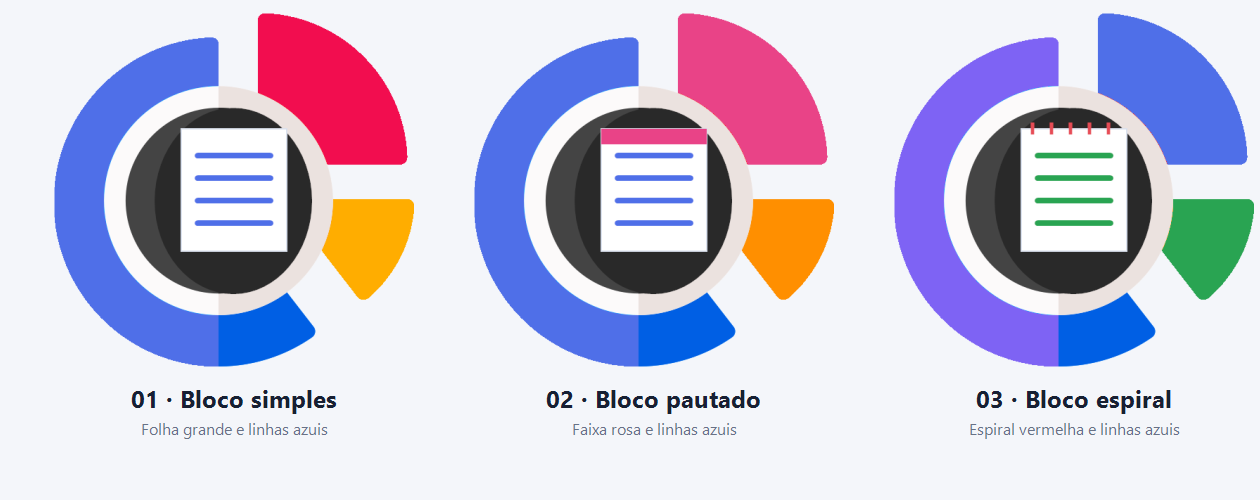 01 · Bloco simples
Folha grande e linhas azuis
02 · Bloco pautado
Faixa rosa e linhas azuis
03 · Bloco espiral
Espiral vermelha e linhas azuis